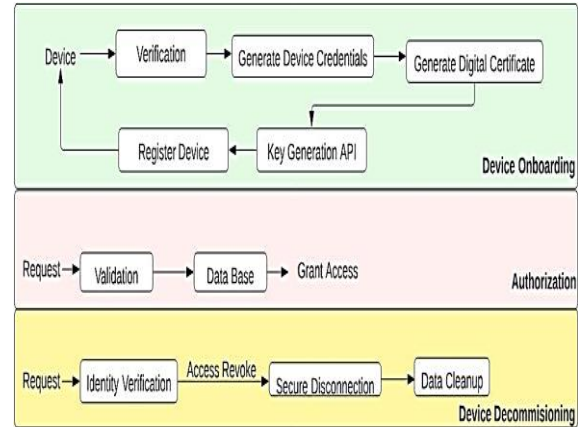 Device
Verification
Generate Device Credentials
Generate Digital Certificate
Register Device
Key Generation API
Device Onboarding
Request
Validation
Data Base
Grant Access
Authorization
Request
Identity Verification
Access Revoke
Secure Disconnection
Data Cleanup
Device Decommisioning